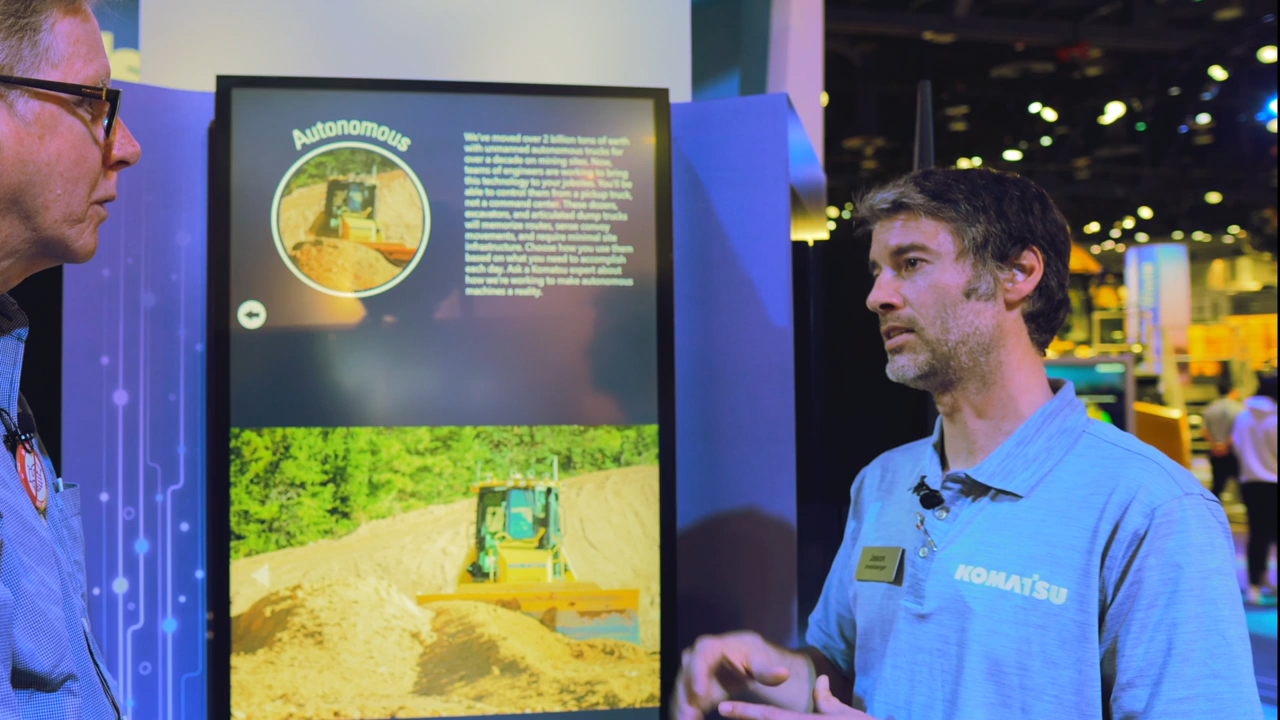 Autonomous
We've moved over 2 billion tons of earth
with unmanned autonomous trucks for
over a decade on mining sites. Now,
teams of engineers are working to bring
this technology to your jobsites. You'll be
able to control them from a pickup truck,
not a command center. These dozers,
excavators, and articulated dump trucks
will memorize routes, sense convoy
movements, and require minimal site
infrastructure. Choose how you use them
based on what you need to accomplish
each day. Ask a Komatsu expert about
how we're working to make autonomous
machines a reality.
Jason
KOMATSU